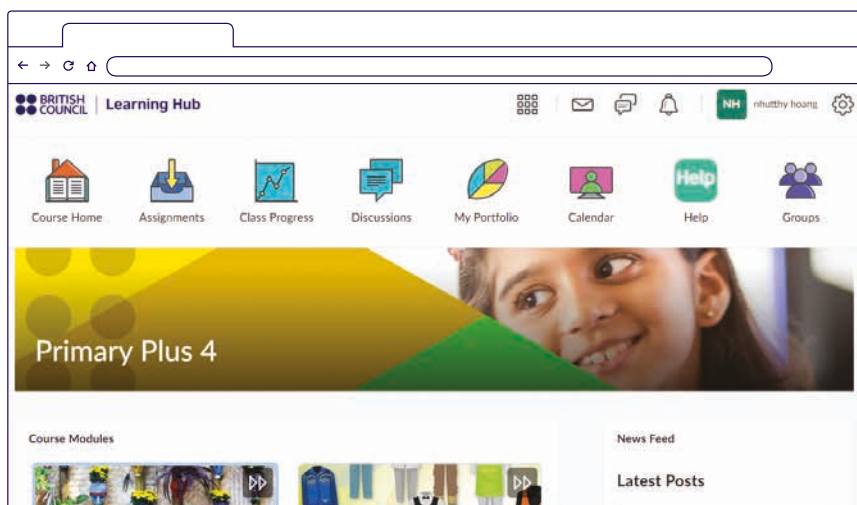 BRITISH
COUNCIL
Learning Hub
NH
nhutthy hoang
Course Home
Assignments
Class Progress
Discussions
My Portfolio
Calendar
Help
Help
Groups
Primary Plus 4
Course Modules
News Feed
Latest Posts